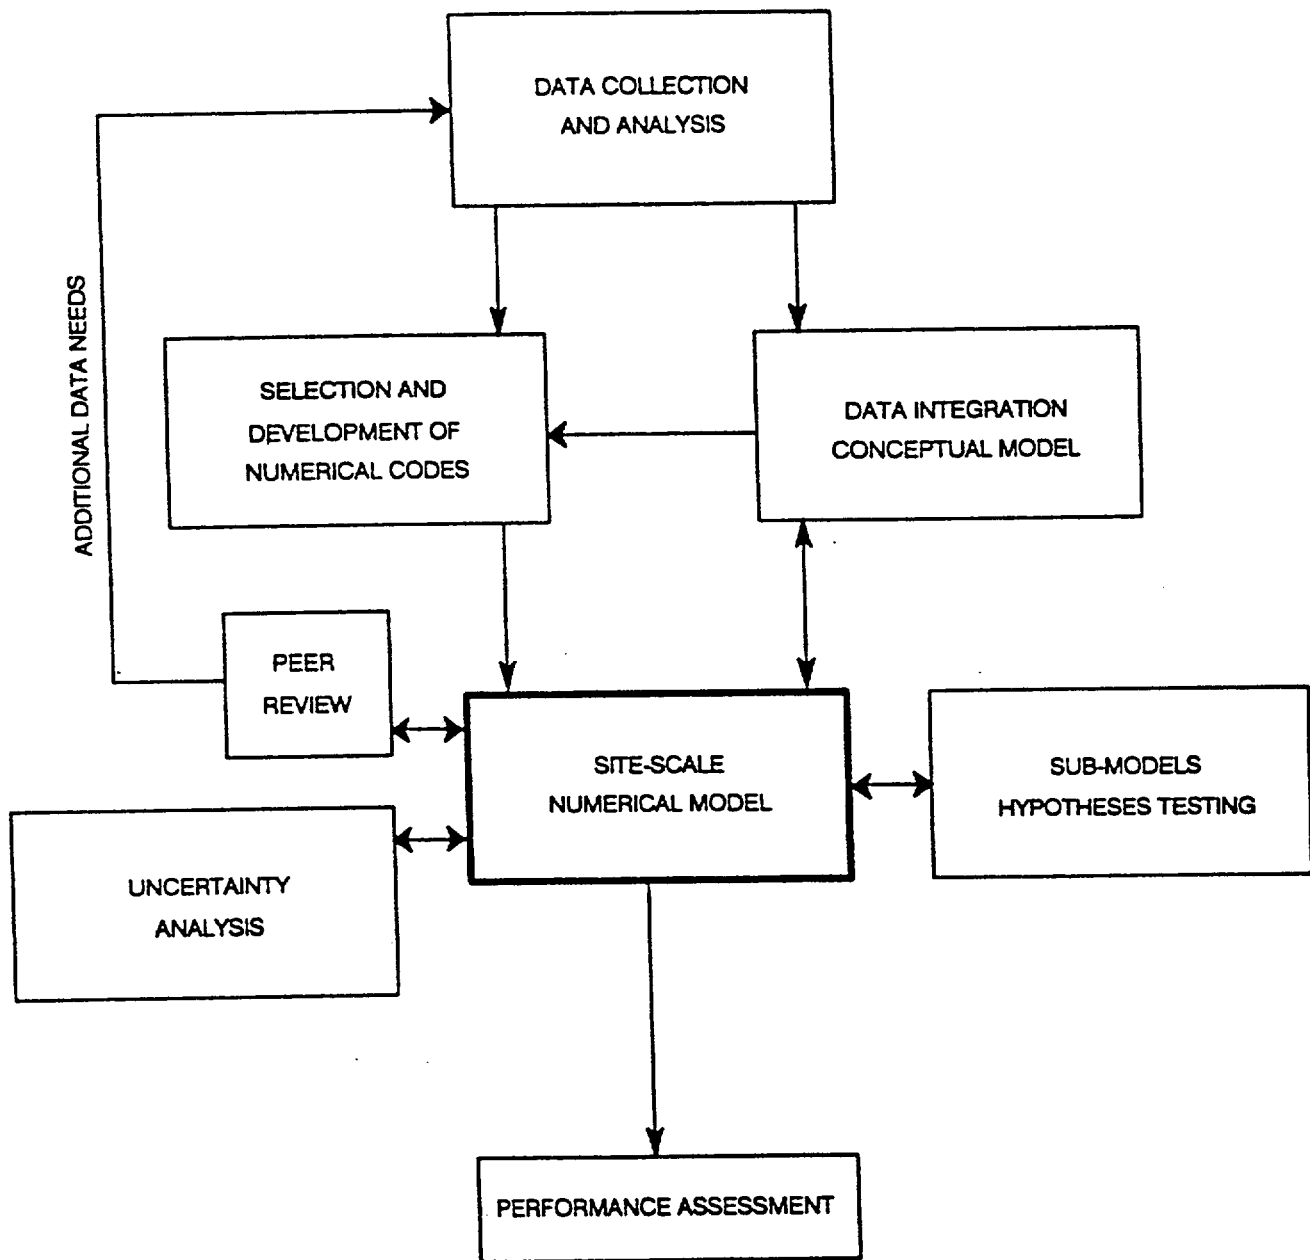 DATA COLLECTION
AND ANALYSIS
ADDITIONAL DATA NEEDS
SELECTION AND
DEVELOPMENT OF
NUMERICAL CODES
DATA INTEGRATION
CONCEPTUAL MODEL
PEER
REVIEW
SITE-SCALE
NUMERICAL MODEL
SUB-MODELS
HYPOTHESES TESTING
UNCERTAINTY
ANALYSIS
PERFORMANCE ASSESSMENT